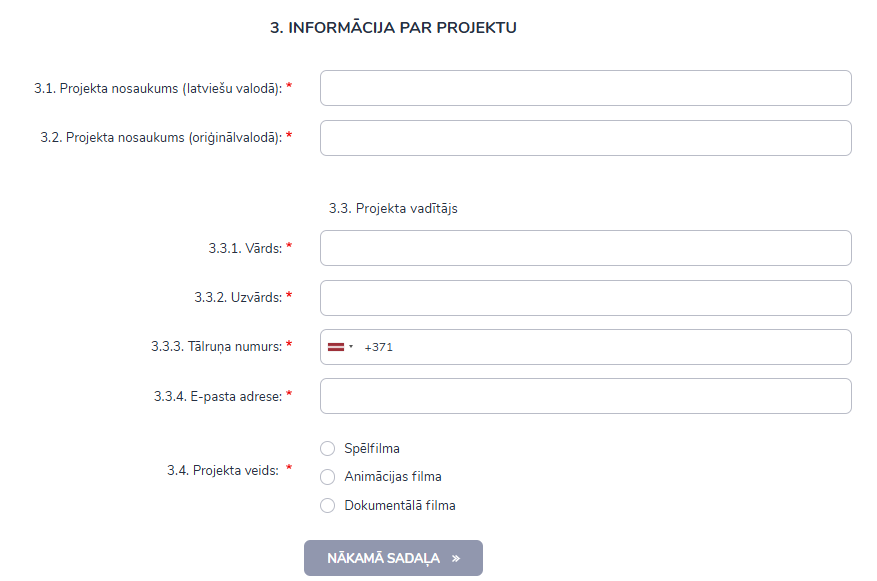 3. INFORMĀCIJA PAR PROJEKTU
3.1. Projekta nosaukums (latviešu valodā): *
3.2. Projekta nosaukums (oriģinālvalodā): *
3.3. Projekta vadītājs
3.3.1. Vārds: *
3.3.2. Uzvārds: *
3.3.3. Tālruņa numurs: * +371
3.3.4. E-pasta adrese: *
3.4. Projekta veids: *
Spēlfilma
Animācijas filma
Dokumentālā filma
NĀKAMĀ SADAĻA »